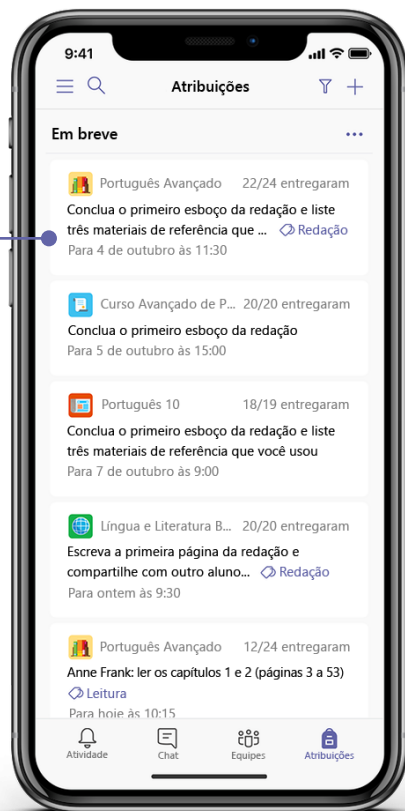 9:41
Atribuições
Em breve
Português Avançado 22/24 entregaram
Conclua o primeiro esboço da redação e liste
três materiais de referência que ... Redação
Para 4 de outubro às 11:30
Curso Avançado de P... 20/20 entregaram
Conclua o primeiro esboço da redação
Para 5 de outubro às 15:00
Português 10 18/19 entregaram
Conclua o primeiro esboço da redação e liste
três materiais de referência que você usou
Para 7 de outubro às 9:00
Língua e Literatura B... 20/20 entregaram
Escreva a primeira página da redação e
compartilhe com outro aluno... Redação
Para ontem às 9:30
Português Avançado 12/24 entregaram
Anne Frank: ler os capítulos 1 e 2 (páginas 3 a 53)
Leitura
Para hoje às 10:15
Atividade Chat Equipes Atribuições